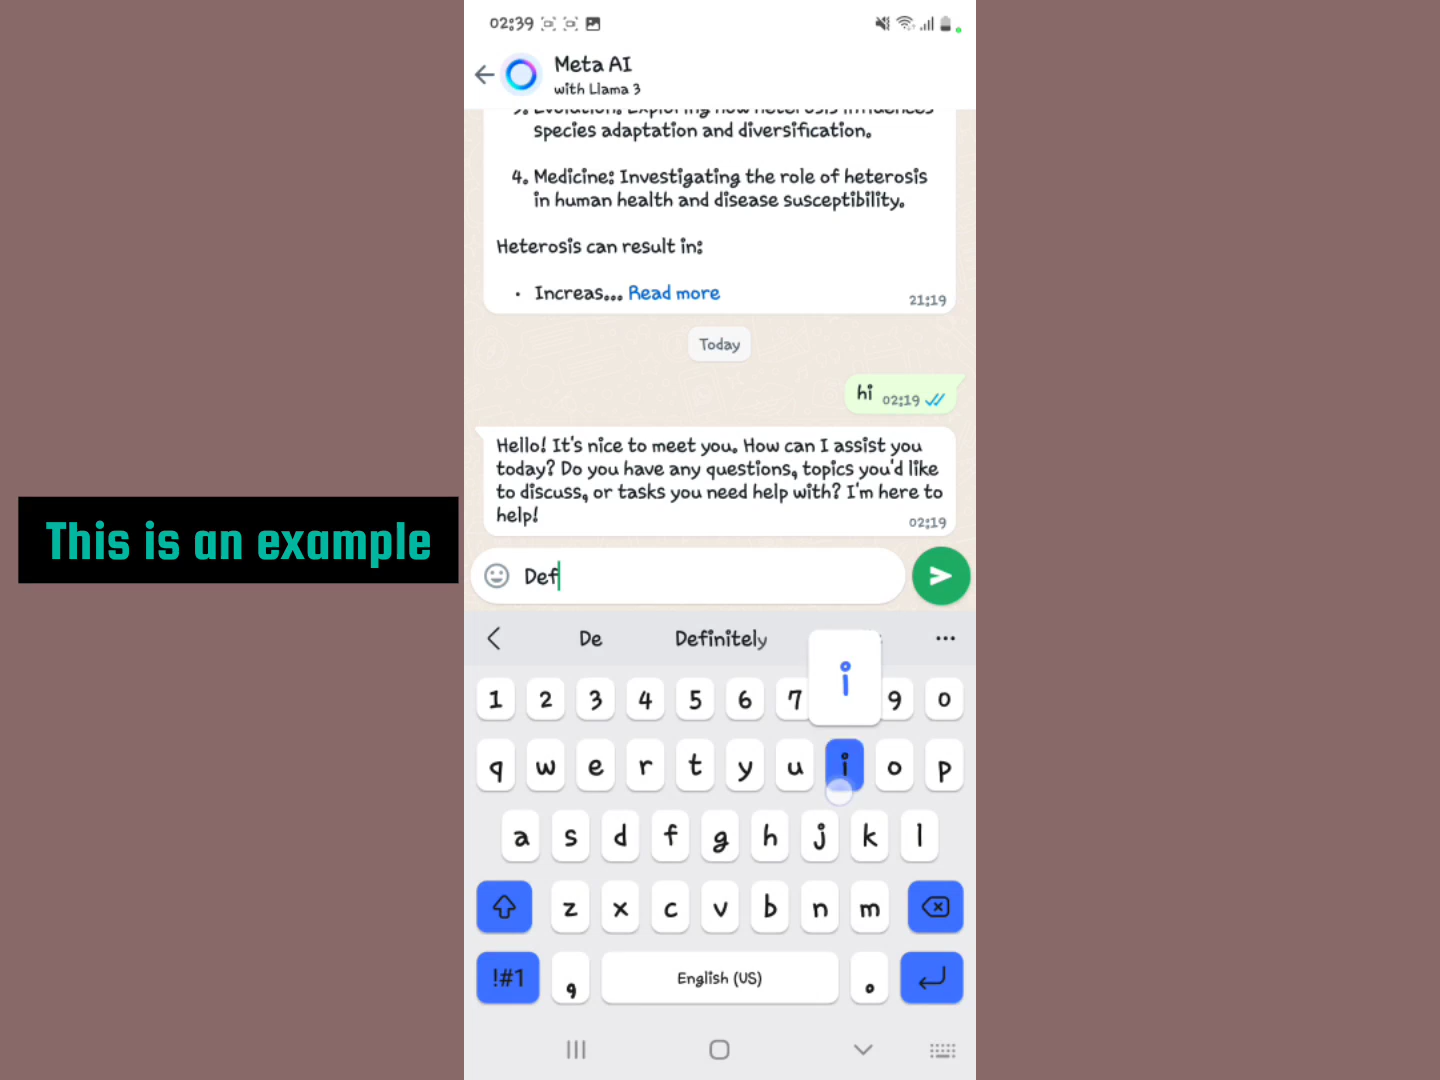 02:39
Meta AI
with Llama 3
species adaptation and diversification.
4. Medicine: Investigating the role of heterosis
in human health and disease susceptibility.
Heterosis can result in:
• Increas... Read more
21:19
Today
hi 02:19
Hello! It's nice to meet you. How can I assist you
today? Do you have any questions, topics you'd like
to discuss, or tasks you need help with? I'm here to
help!
02:19
This is an example
Def
De Definitely
i
1 2 3 4 5 6 7 9 0
q w e r t y u i o p
a s d f g h j k l
z x c v b n m
!#1 , English (US) .